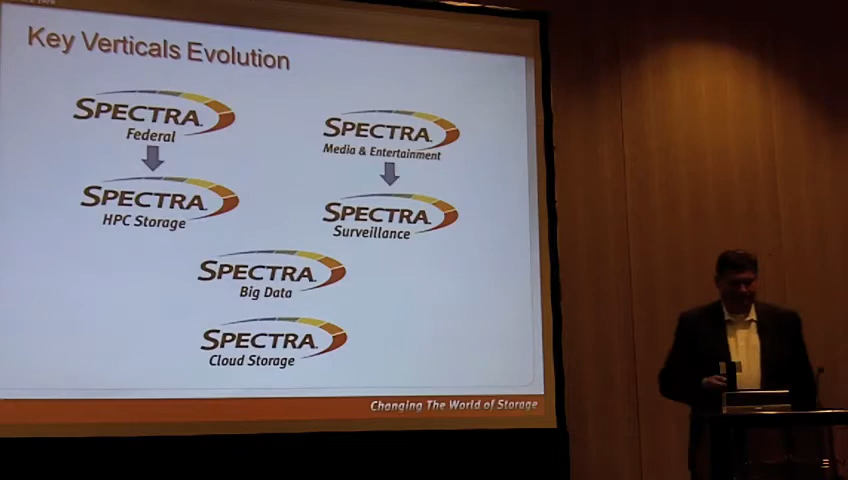 Key Verticals Evolution
SPECTRA
Federal
SPECTRA
HPC Storage
SPECTRA
Media & Entertainment
SPECTRA
Surveillance
SPECTRA
Big Data
SPECTRA
Cloud Storage
Changing The World of Storage